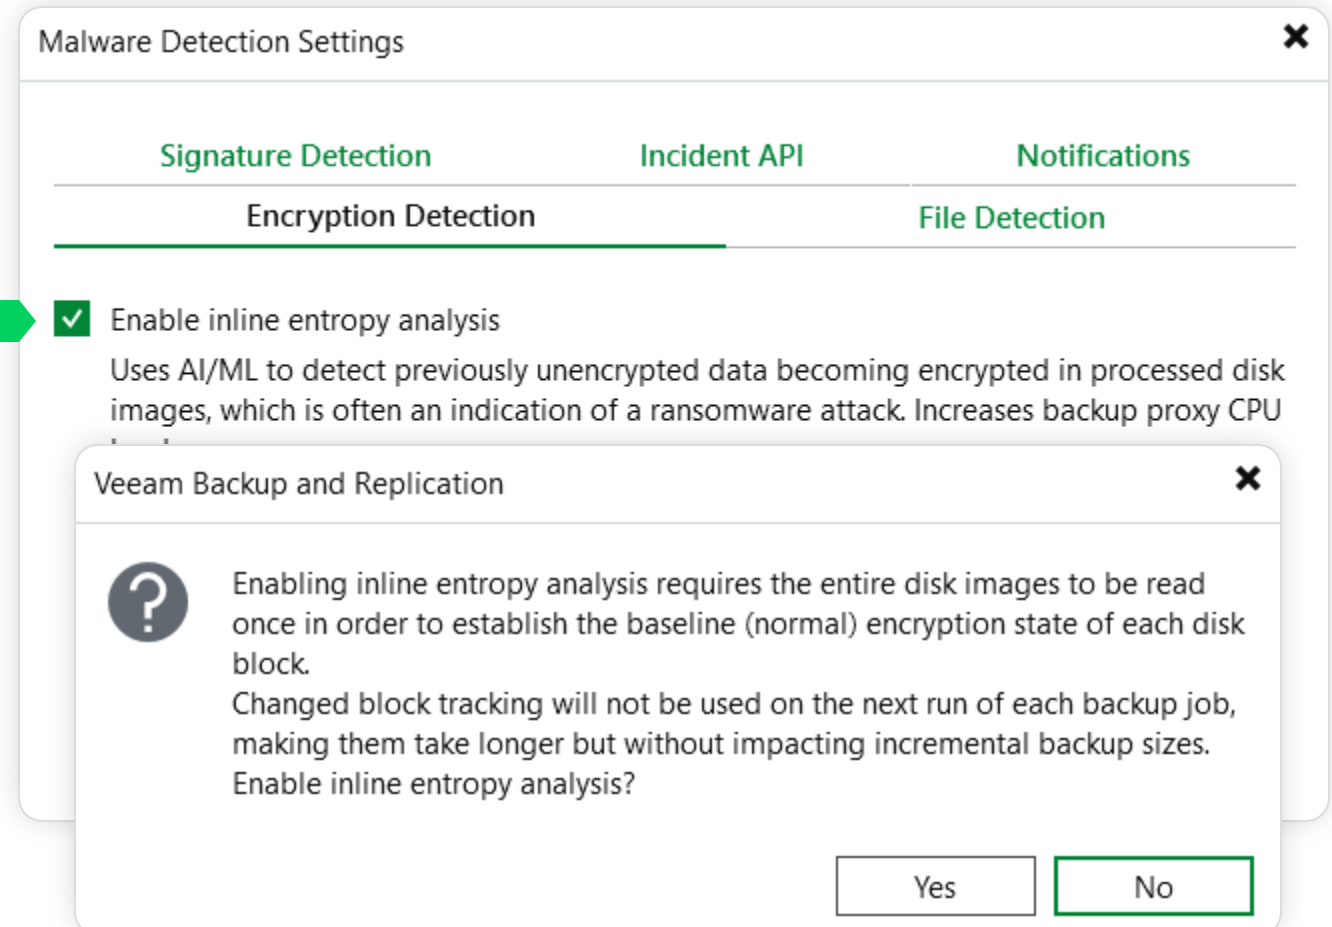 Malware Detection Settings
Signature Detection
Incident API
Notifications
Encryption Detection
File Detection
Enable inline entropy analysis
Uses AI/ML to detect previously unencrypted data becoming encrypted in processed disk
images, which is often an indication of a ransomware attack. Increases backup proxy CPU
Veeam Backup and Replication
Enabling inline entropy analysis requires the entire disk images to be read
once in order to establish the baseline (normal) encryption state of each disk
block.
Changed block tracking will not be used on the next run of each backup job,
making them take longer but without impacting incremental backup sizes.
Enable inline entropy analysis?
Yes
No